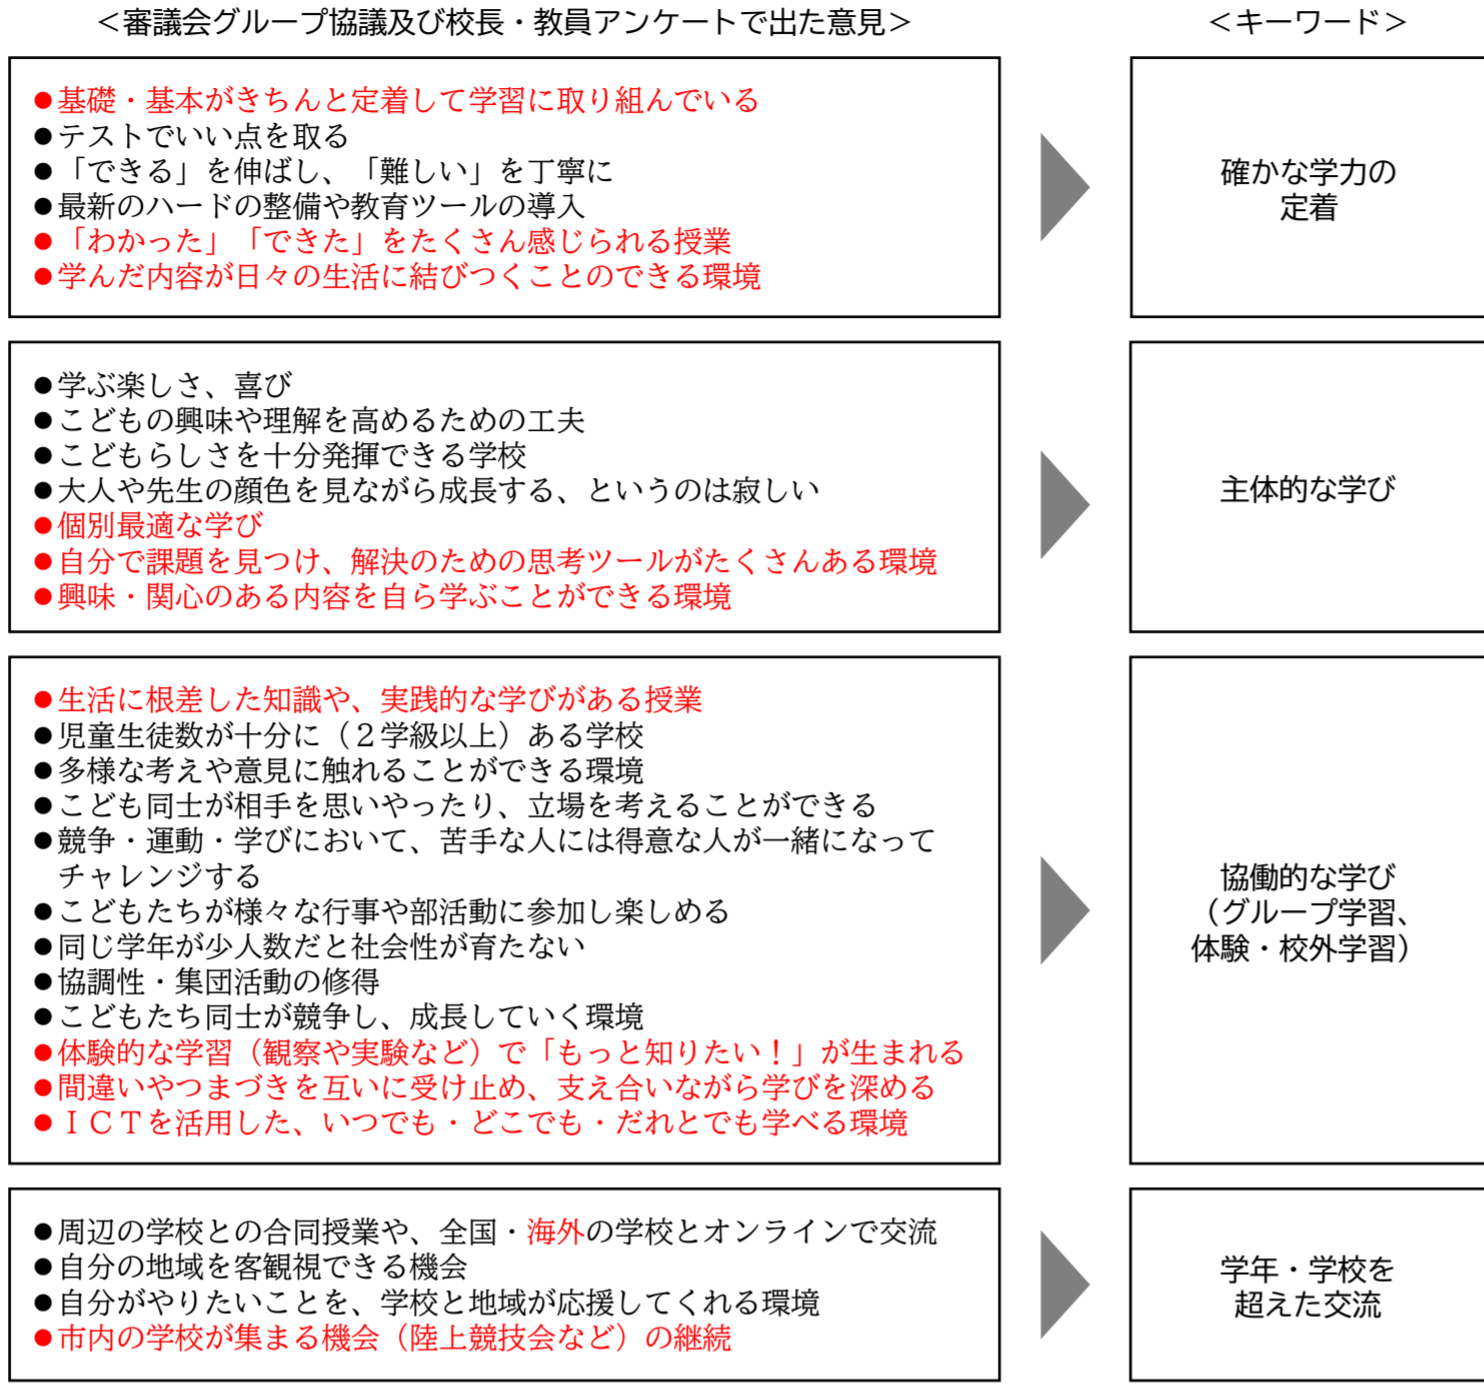 ＜審議会グループ協議及び校長・教員アンケートで出た意見＞
＜キーワード＞
●基礎・基本がきちんと定着して学習に取り組んでいる
●テストでいい点を取る
●「できる」を伸ばし、「難しい」を丁寧に
●最新のハードの整備や教育ツールの導入
●「わかった」「できた」をたくさん感じられる授業
●学んだ内容が日々の生活に結びつくことのできる環境
確かな学力の
定着
●学ぶ楽しさ、喜び
●こどもの興味や理解を高めるための工夫
●こどもらしさを十分発揮できる学校
●大人や先生の顔色を見ながら成長する、というのは寂しい
●個別最適な学び
●自分で課題を見つけ、解決のための思考ツールがたくさんある環境
●興味・関心のある内容を自ら学ぶことができる環境
主体的な学び
●生活に根差した知識や、実践的な学びがある授業
●児童生徒数が十分に（２学級以上）ある学校
●多様な考えや意見に触れることができる環境
●こども同士が相手を思いやったり、立場を考えることができる
●競争・運動・学びにおいて、苦手な人には得意な人が一緒になって
チャレンジする
●こどもたちが様々な行事や部活動に参加し楽しめる
●同じ学年が少人数だと社会性が育たない
●協調性・集団活動の修得
●こどもたち同士が競争し、成長していく環境
●体験的な学習（観察や実験など）で「もっと知りたい！」が生まれる
●間違いやつまづきを互いに受け止め、支え合いながら学びを深める
●ＩＣＴを活用した、いつでも・どこでも・だれとでも学べる環境
協働的な学び
（グループ学習、
体験・校外学習）
●周辺の学校との合同授業や、全国・海外の学校とオンラインで交流
●自分の地域を客観視できる機会
●自分がやりたいことを、学校と地域が応援してくれる環境
●市内の学校が集まる機会（陸上競技会など）の継続
学年・学校を
超えた交流